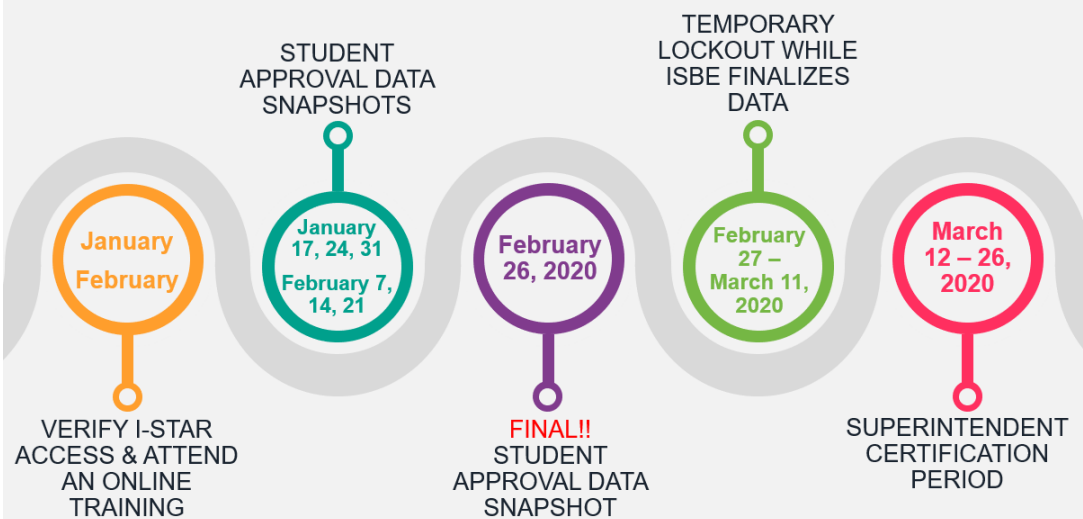 January
February
VERIFY I-STAR
ACCESS & ATTEND
AN ONLINE
TRAINING
STUDENT
APPROVAL DATA
SNAPSHOTS
January
17, 24, 31
February 7,
14, 21
February
26, 2020
FINAL!!
STUDENT
APPROVAL DATA
SNAPSHOT
TEMPORARY
LOCKOUT WHILE
ISBE FINALIZES
DATA
February
27 –
March 11,
2020
March
12 – 26,
2020
SUPERINTENDENT
CERTIFICATION
PERIOD